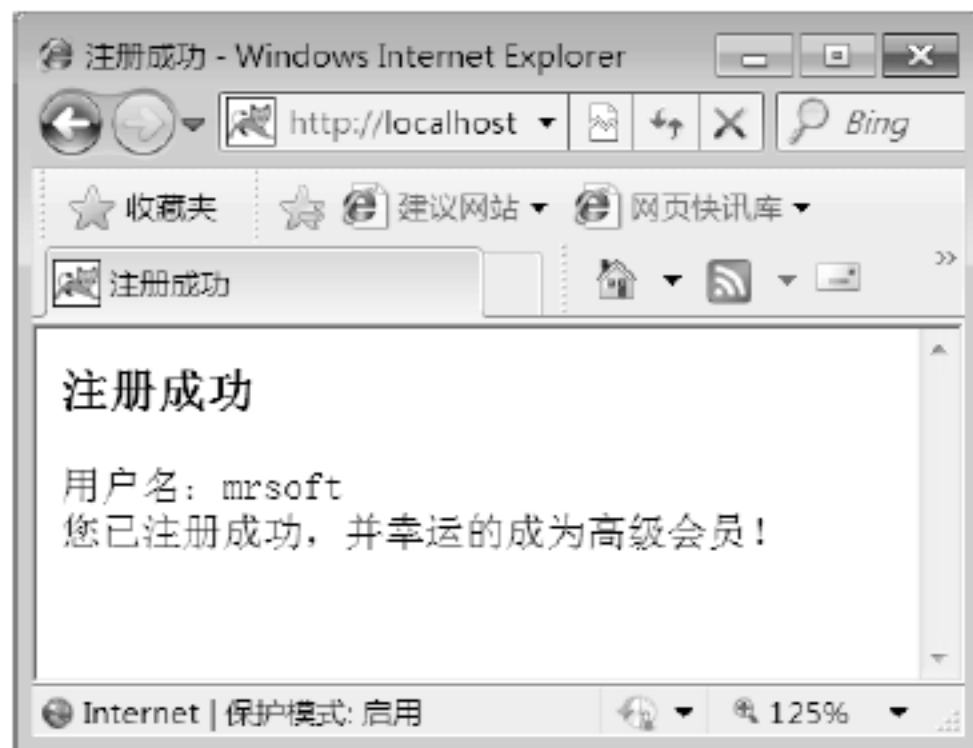 注册成功 - Windows Internet Explorer
http://localhost
Bing
收藏夹
建议网站
网页快讯库
注册成功
注册成功
用户名：mrsoft
您已注册成功，并幸运的成为高级会员！
Internet | 保护模式: 启用
125%